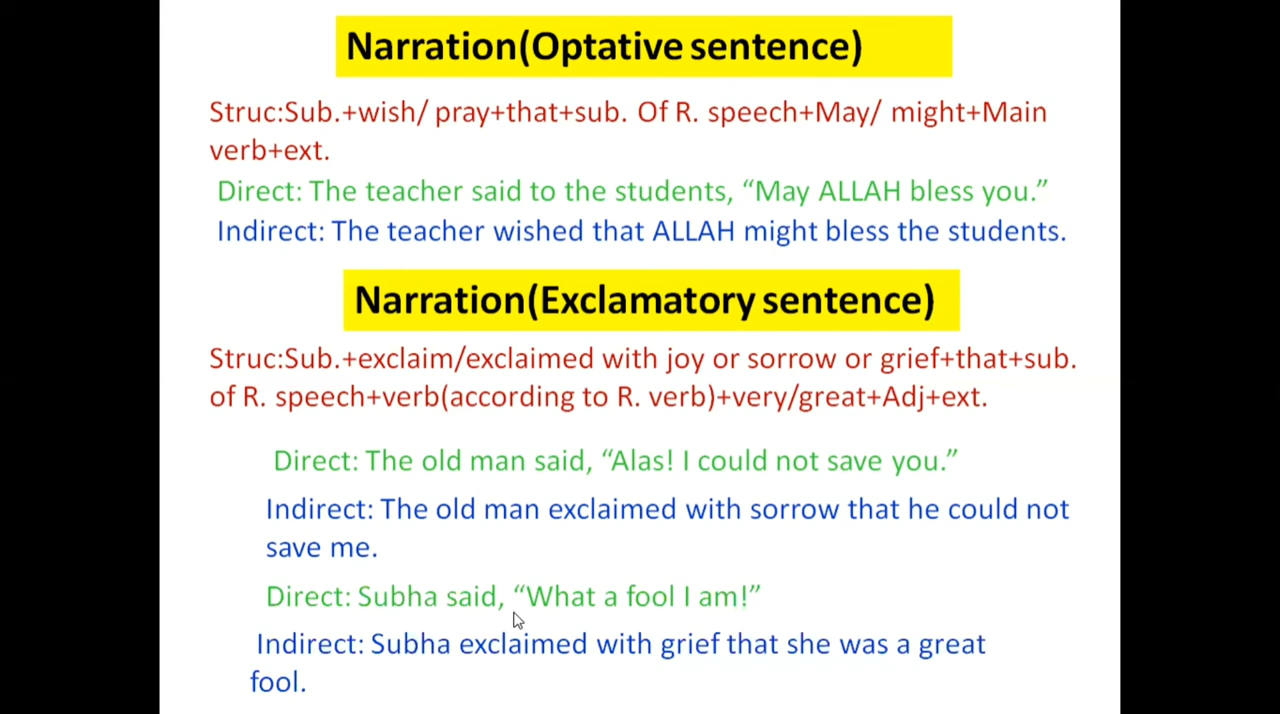 Narration(Optative sentence)
Struc:Sub.+wish/ pray+that+sub. Of R. speech+May/ might+Main
verb+ext.
Direct: The teacher said to the students, “May ALLAH bless you.”
Indirect: The teacher wished that ALLAH might bless the students.
Narration(Exclamatory sentence)
Struc:Sub.+exclaim/exclaimed with joy or sorrow or grief+that+sub.
of R. speech+verb(according to R. verb)+very/great+Adj+ext.
Direct: The old man said, “Alas! I could not save you.”
Indirect: The old man exclaimed with sorrow that he could not
save me.
Direct: Subha said, “What a fool I am!”
Indirect: Subha exclaimed with grief that she was a great
fool.